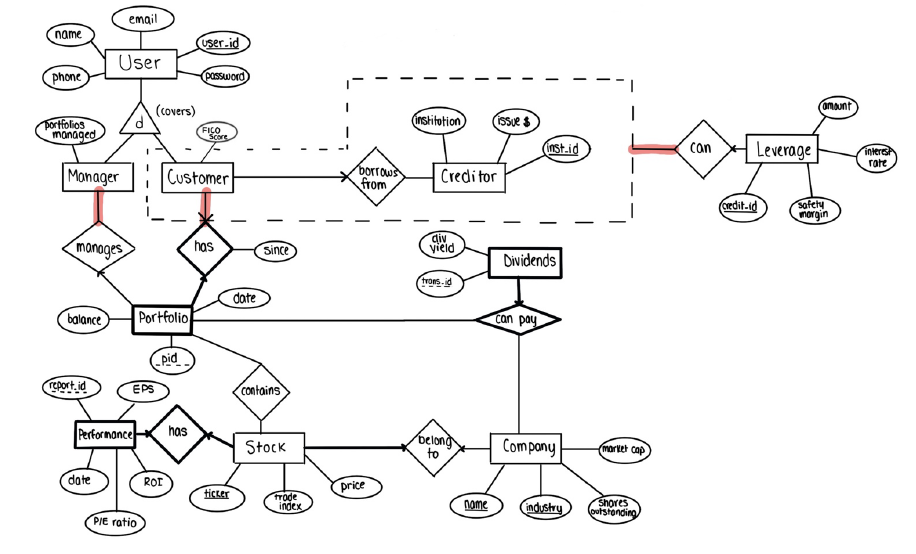 email
name
user_id
User
phone
password
(covers)
d
portfolios
managed
FICO
Score
Manager
Customer
institution
issue $
inst_id
borrows
from
Creditor
can
Leverage
amount
interest
rate
credit_id
safety
margin
manages
has
since
div
yield
trans_id
Dividends
date
balance
Portfolio
can pay
pid
contains
report_id
EPS
Performance
has
Stock
belong
to
Company
market cap
date
ROI
P/E ratio
ticker
trade
index
price
name
industry
shares
outstanding